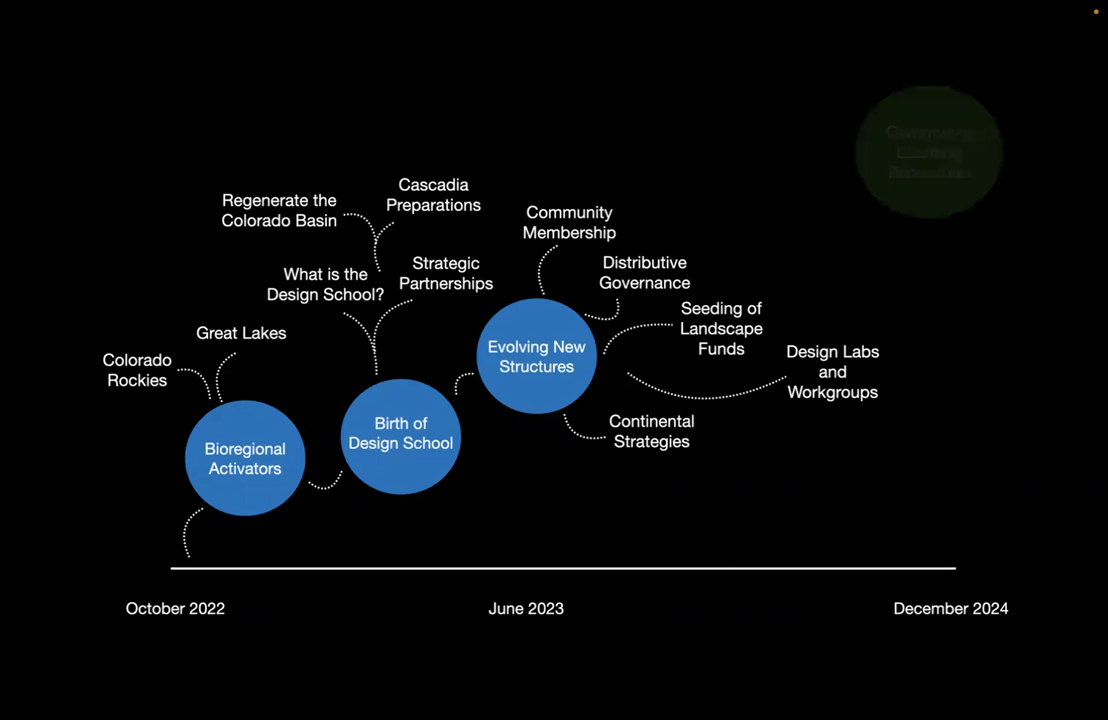 Cascadia
Preparations
Regenerate the
Colorado Basin
Community
Membership
What is the
Design School?
Strategic
Partnerships
Distributive
Governance
Seeding of
Landscape
Funds
Great Lakes
Colorado
Rockies
Evolving New
Structures
Design Labs
and
Workgroups
Birth of
Design School
Continental
Strategies
Bioregional
Activators
October 2022
June 2023
December 2024